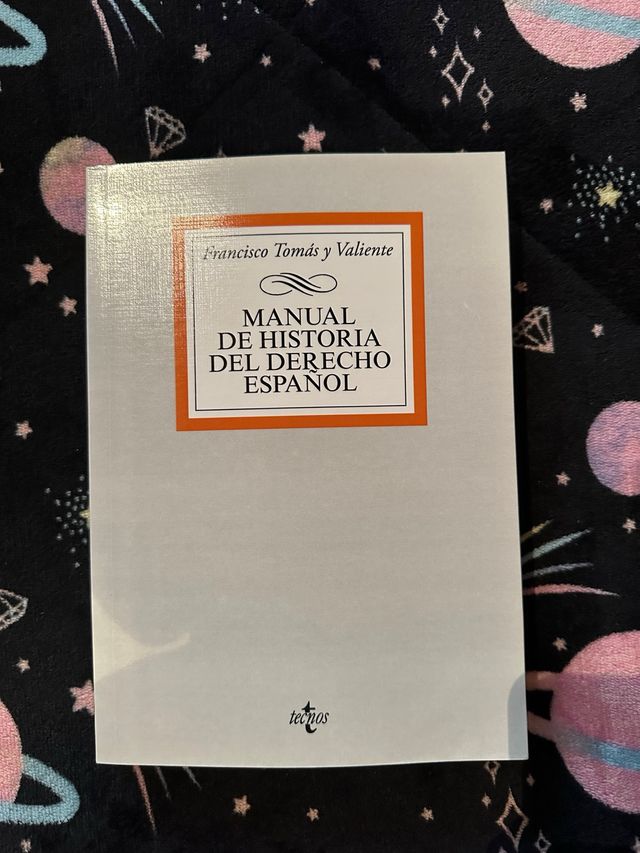 Francisco Tomás y Valiente
MANUAL
DE HISTORIA
DEL DERECHO
ESPAÑOL
tecnos